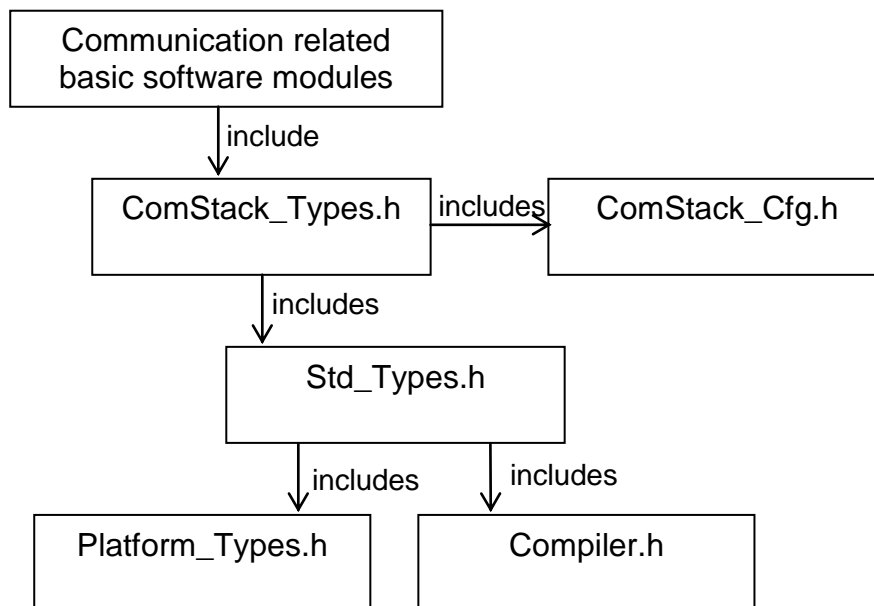 Communication related
basic software modules
include
ComStack_Types.h
includes
ComStack_Cfg.h
includes
Std_Types.h
includes
includes
Platform_Types.h
Compiler.h